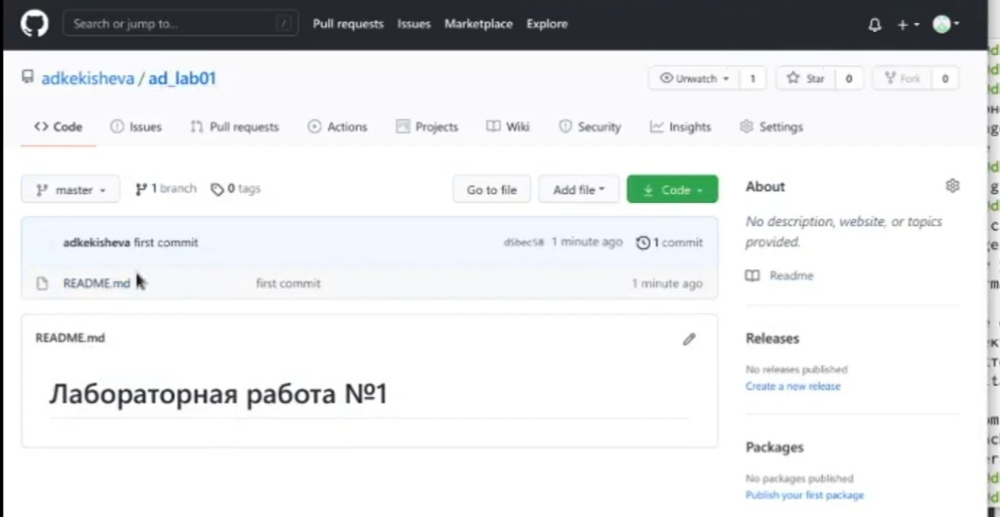 Search or jump to... / Pull requests Issues Marketplace Explore
adkekisheva / ad_lab01 Unwatch 1 Star 0 Fork 0
Code Issues Pull requests Actions Projects Wiki Security Insights Settings
master 1 branch 0 tags Go to file Add file Code
adkekisheva first commit 1 minute ago 1 commit
README.md first commit 1 minute ago
README.md
Лабораторная работа №1
About
No description, website, or topics
provided.
Readme
Releases
No releases published
Create a new release
Packages
No packages published
Publish your first package